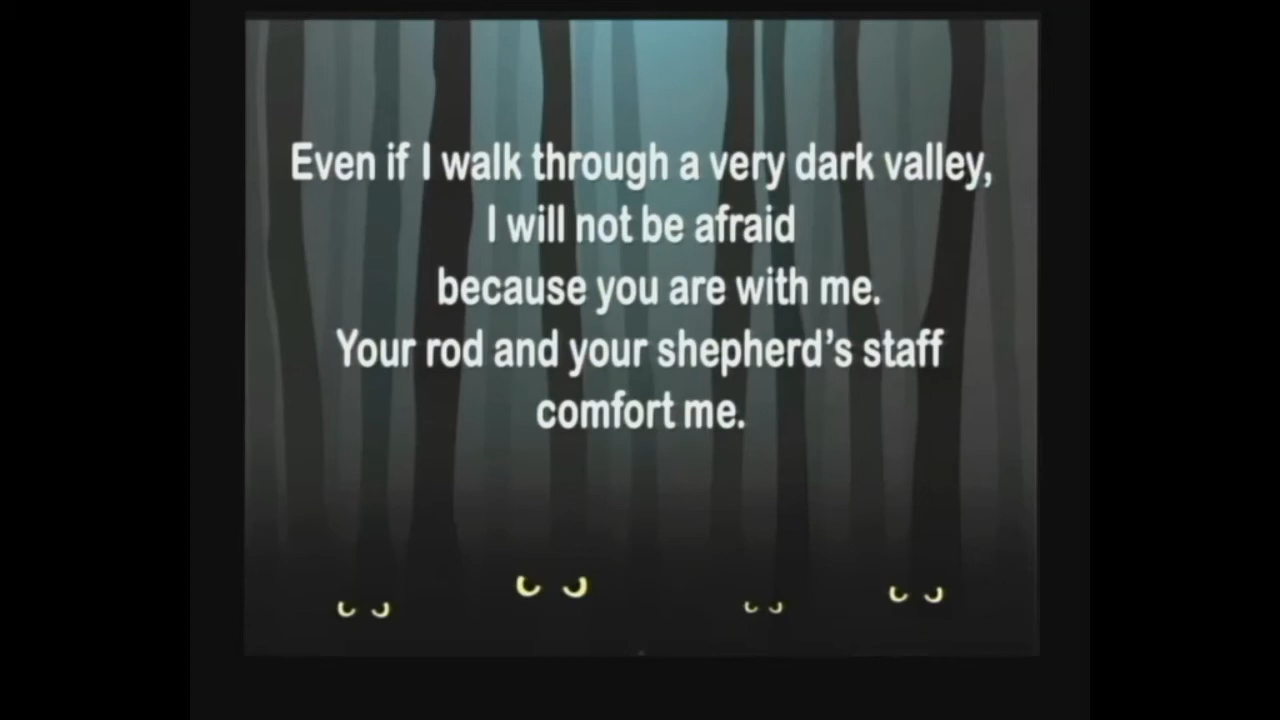 Even if I walk through a very dark valley,
I will not be afraid
because you are with me.
Your rod and your shepherd’s staff
comfort me.